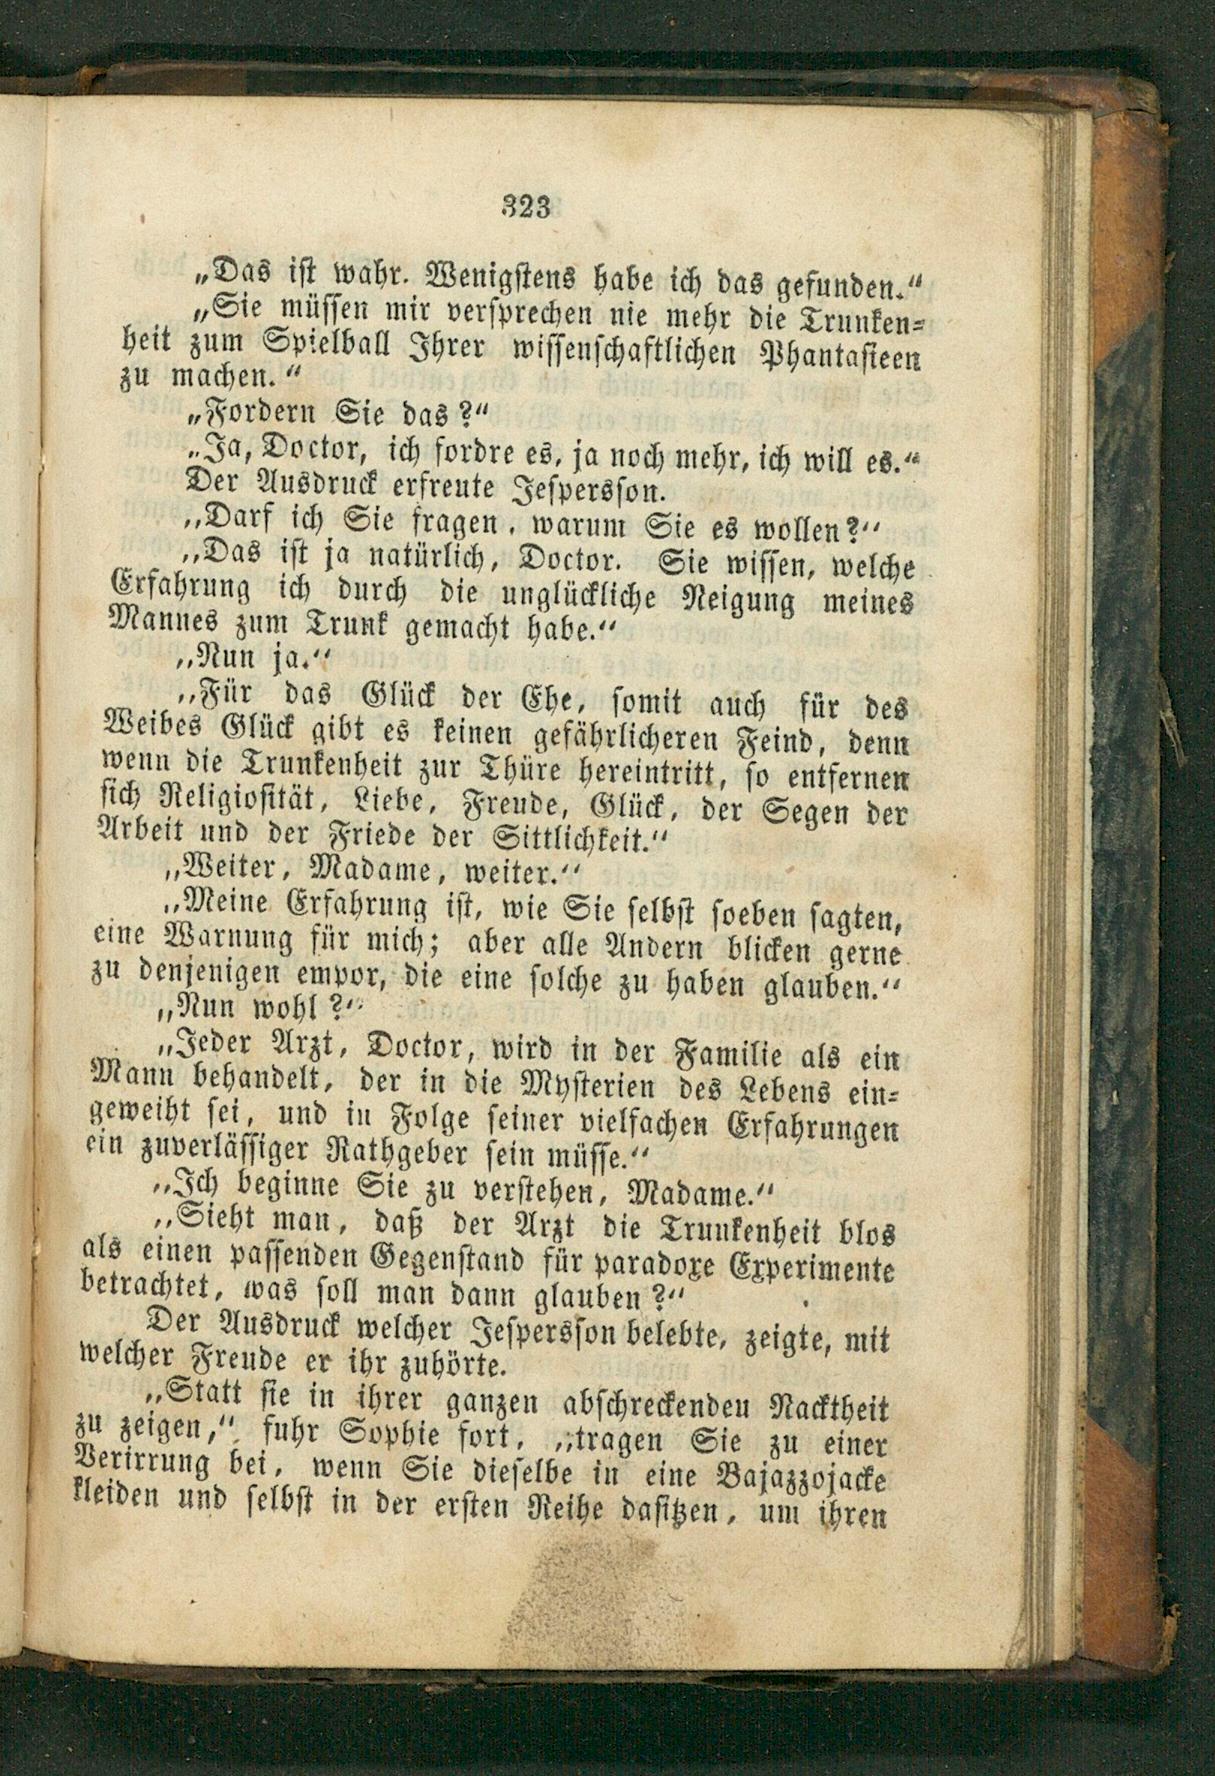 323
„Das ist wahr. Wenigstens habe ich das gefunden.“
„Sie müssen mir versprechen nie mehr die Trunken-
heit zum Spielball Ihrer wissenschaftlichen Phantasieen
zu machen.“
„Fordern Sie das?“
„Ja, Doctor, ich fordre es, ja noch mehr, ich will es.“
Der Ausdruck erfreute Jespersson.
„Darf ich Sie fragen, warum Sie es wollen?“
„Das ist ja natürlich, Doctor. Sie wissen, welche
Erfahrung ich durch die unglückliche Neigung meines
Mannes zum Trunk gemacht habe.“
„Nun ja.“
„Für das Glück der Ehe, somit auch für des
Weibes Glück gibt es keinen gefährlicheren Feind, denn
wenn die Trunkenheit zur Thüre hereintritt, so entfernen
sich Religiosität, Liebe, Freude, Glück, der Segen der
Arbeit und der Friede der Sittlichkeit.“
„Weiter, Madame, weiter.“
„Meine Erfahrung ist, wie Sie selbst soeben sagten,
eine Warnung für mich; aber alle Andern blicken gerne
zu denjenigen empor, die eine solche zu haben glauben.“
„Nun wohl?“
„Jeder Arzt, Doctor, wird in der Familie als ein
Mann behandelt, der in die Mysterien des Lebens ein-
geweiht sei, und in Folge seiner vielfachen Erfahrungen
ein zuverlässiger Rathgeber sein müsse.“
„Ich beginne Sie zu verstehen, Madame.“
„Sieht man, daß der Arzt die Trunkenheit blos
als einen passenden Gegenstand für paradoxe Experimente
betrachtet, was soll man dann glauben?“
Der Ausdruck welcher Jespersson belebte, zeigte, mit
welcher Freude er ihr zuhörte.
„Statt sie in ihrer ganzen abschreckenden Nacktheit
zu zeigen,“ fuhr Sophie fort, „tragen Sie zu einer
Verirrung bei, wenn Sie dieselbe in eine Bajazzojacke
kleiden und selbst in der ersten Reihe dasitzen, um ihren